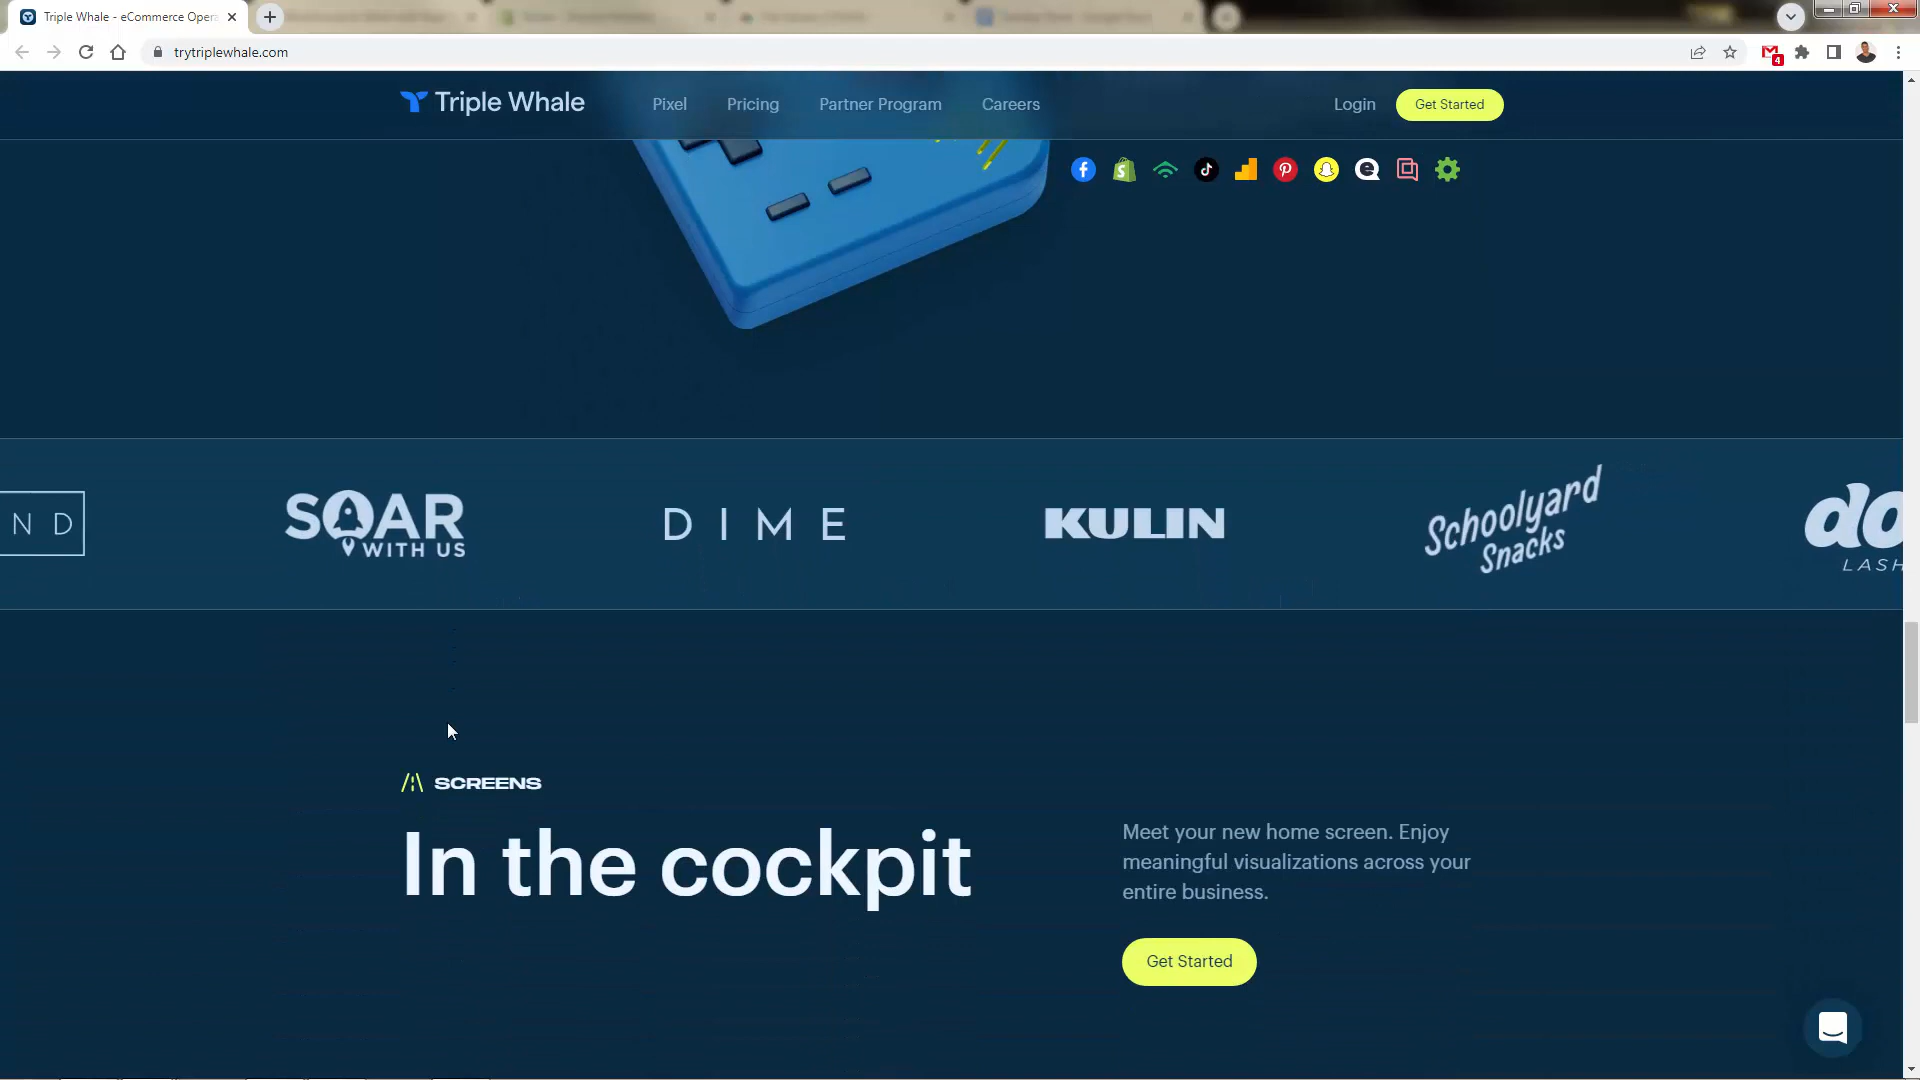 Triple Whale - eCommerce Oper
trytriplewhale.com
4
Triple Whale
Pixel
Pricing
Partner Program
Careers
Login
Get Started
N D
SOAR
WITH US
DIME
KULIN
Schoolyard
Snacks
do
LASH
SCREENS
In the cockpit
Meet your new home screen. Enjoy
meaningful visualizations across your
entire business.
Get Started